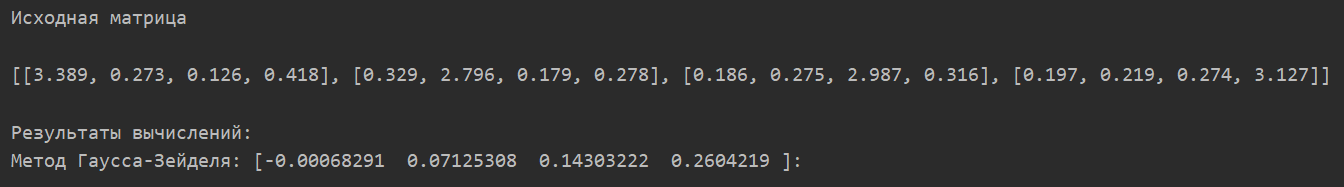 Исходная матрица
[[3.389, 0.273, 0.126, 0.418], [0.329, 2.796, 0.179, 0.278], [0.186, 0.275, 2.987, 0.316], [0.197, 0.219, 0.274, 3.127]]
Результаты вычислений:
Метод Гаусса-Зейделя: [-0.00068291  0.07125308  0.14303222  0.2604219 ]: